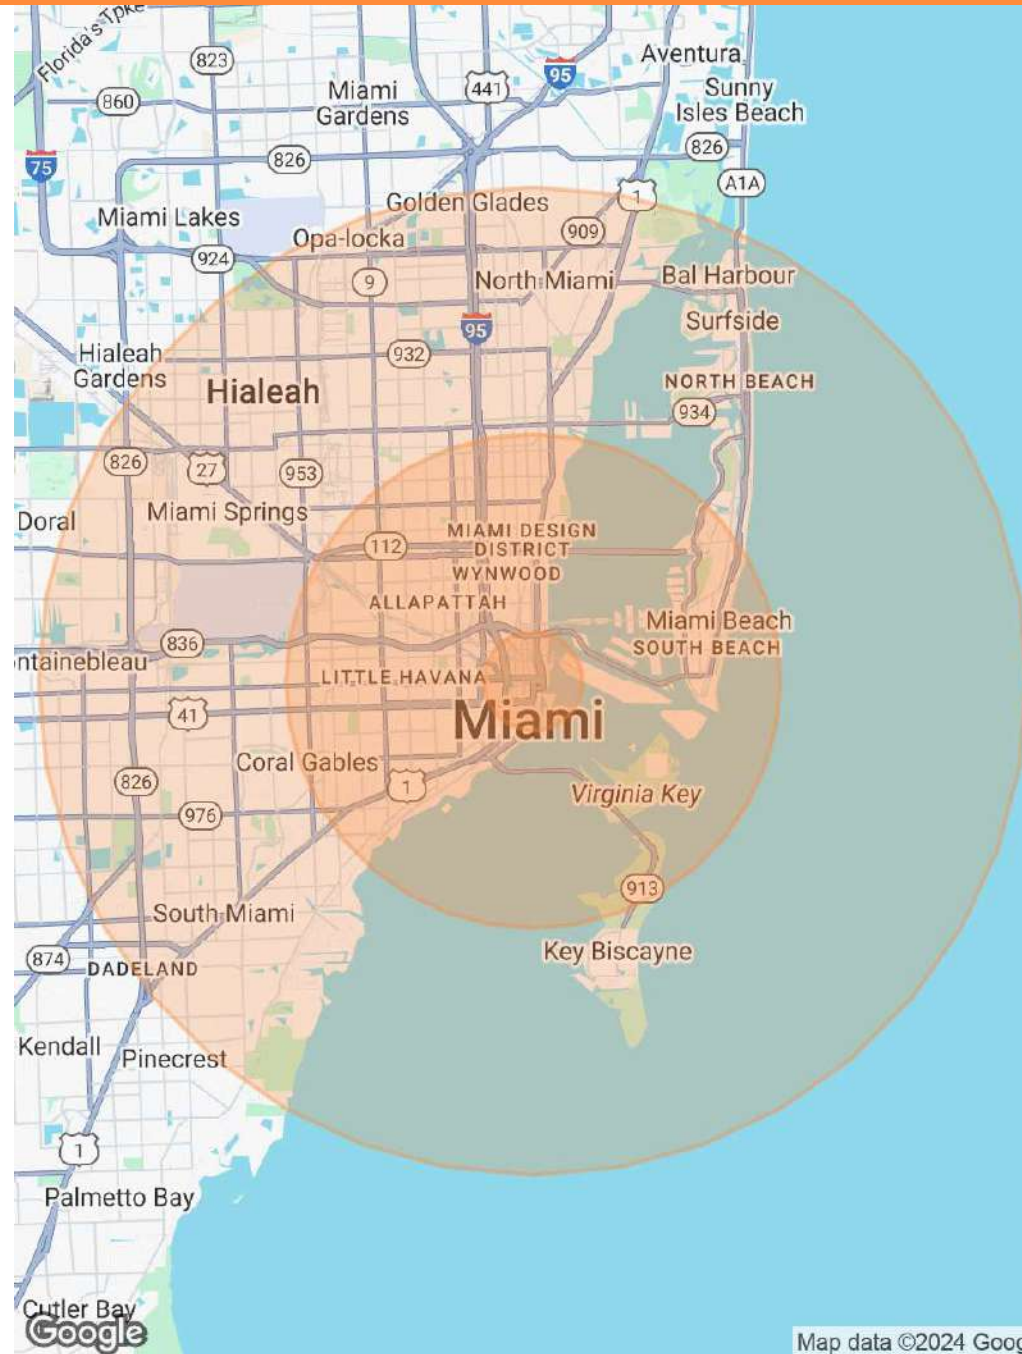 Florida's Tpke
823
Aventura
95
441
Miami
Gardens
Sunny
Isles Beach
860
826
826
75
A1A
1
Golden Glades
Miami Lakes
909
Opa-locka
924
9
North Miami
Bal Harbour
95
Surfside
932
Hialeah
Gardens
Hialeah
NORTH BEACH
934
826
27
953
Miami Springs
Doral
MIAMI DESIGN
DISTRICT
112
WYNWOOD
ALLAPATTAH
Miami Beach
836
SOUTH BEACH
ntainebleau
LITTLE HAVANA
41
Miami
Coral Gables
826
1
Virginia Key
976
913
South Miami
Key Biscayne
874
DADELAND
Kendall
Pinecrest
1
Palmetto Bay
Cutler Bay
Google
Map data ©2024 Goog